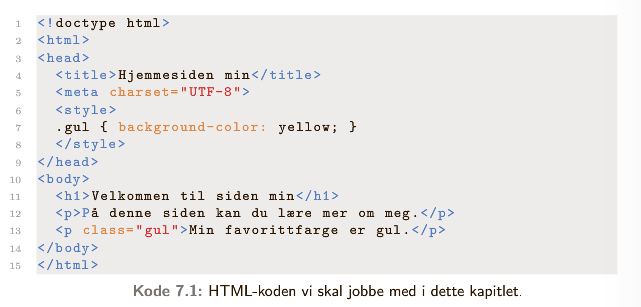 1 <!doctype html>
2 <html>
3 <head>
4   <title>Hjemmesiden min</title>
5   <meta charset="UTF-8">
6   <style>
7   .gul { background-color: yellow; }
8   </style>
9 </head>
10 <body>
11   <h1>Velkommen til siden min</h1>
12   <p>På denne siden kan du lære mer om meg.</p>
13   <p class="gul">Min favorittfarge er gul.</p>
14 </body>
15 </html>
Kode 7.1: HTML-koden vi skal jobbe med i dette kapitlet.